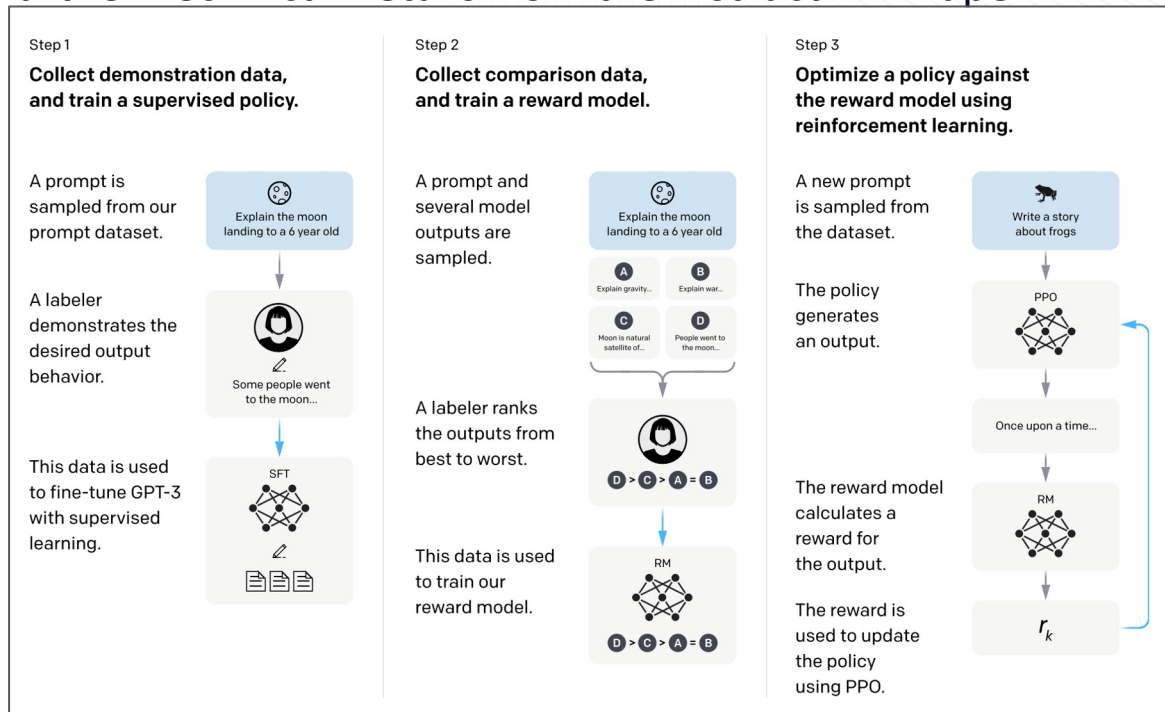 Step 1
Collect demonstration data,
and train a supervised policy.
A prompt is
sampled from our
prompt dataset.
Explain the moon
landing to a 6 year old
A labeler
demonstrates the
desired output
behavior.
Some people went
to the moon...
This data is used
to fine-tune GPT-3
with supervised
learning.
SFT
Step 2
Collect comparison data,
and train a reward model.
A prompt and
several model
outputs are
sampled.
Explain the moon
landing to a 6 year old
A
Explain gravity...
B
Explain war...
C
Moon is natural
satellite of...
D
People went to
the moon...
A labeler ranks
the outputs from
best to worst.
D > C > A = B
This data is used
to train our
reward model.
RM
D > C > A = B
Step 3
Optimize a policy against
the reward model using
reinforcement learning.
A new prompt
is sampled from
the dataset.
Write a story
about frogs
The policy
generates
an output.
PPO
Once upon a time...
The reward model
calculates a
reward for
the output.
RM
The reward is
used to update
the policy
using PPO.
rₖ